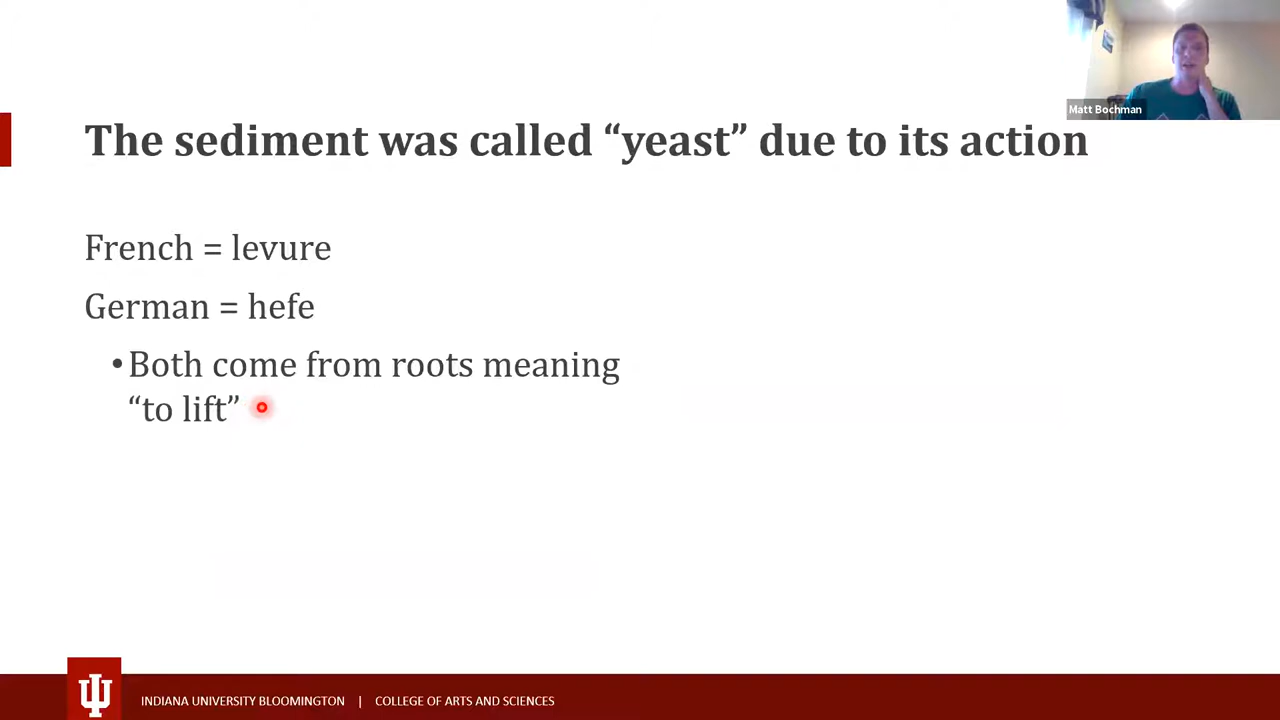 Matt Bochman
The sediment was called “yeast” due to its action
French = levure
German = hefe
•Both come from roots meaning
“to lift”
INDIANA UNIVERSITY BLOOMINGTON | COLLEGE OF ARTS AND SCIENCES